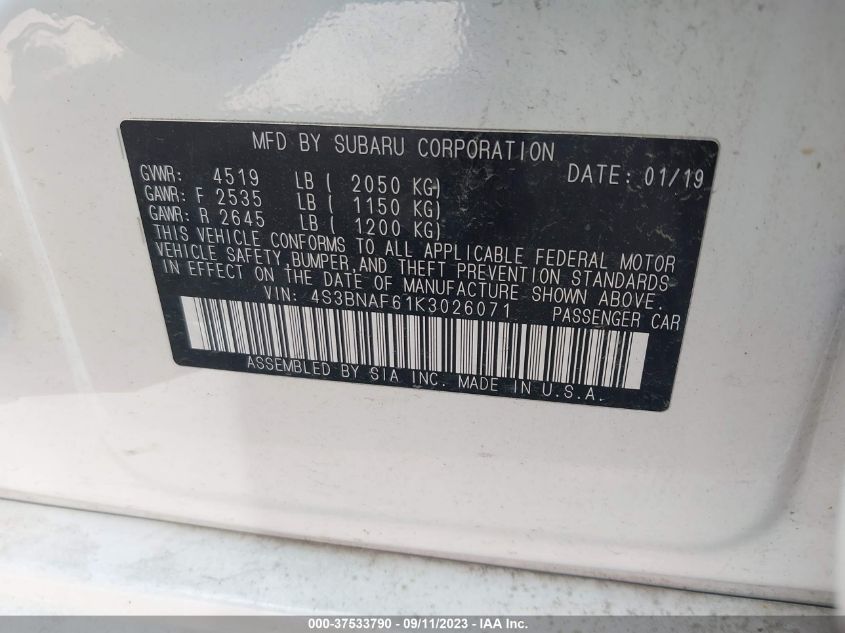 MFD BY SUBARU CORPORATION
DATE: 01/19
GVWR: 4519 LB ( 2050 KG)
GAWR: F 2535 LB ( 1150 KG)
GAWR: R 2645 LB ( 1200 KG)
THIS VEHICLE CONFORMS TO ALL APPLICABLE FEDERAL MOTOR
VEHICLE SAFETY,BUMPER,AND THEFT PREVENTION STANDARDS
IN EFFECT ON THE DATE OF MANUFACTURE SHOWN ABOVE.
VIN: 4S3BNAF61K3026071 PASSENGER CAR
ASSEMBLED BY SIA INC. MADE IN U.S.A.
000-37533790 - 09/11/2023 - IAA Inc.